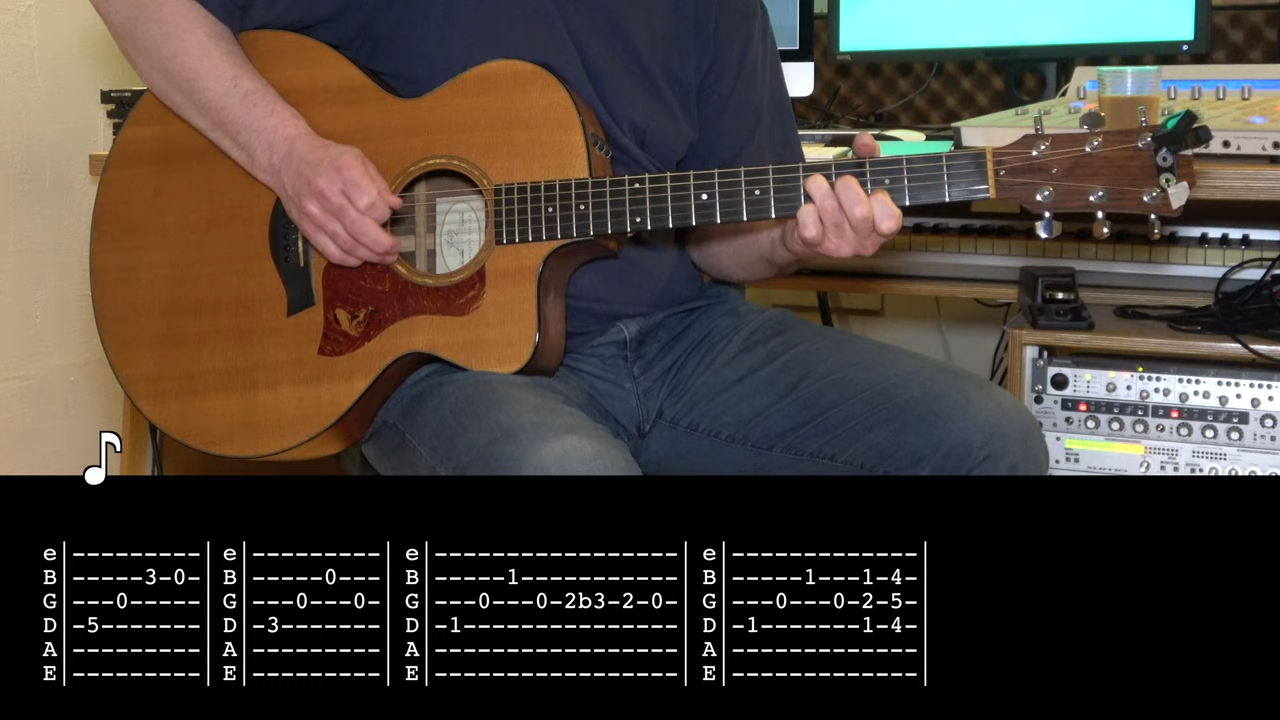 e|---------| e|---------| e|-----------------| e|-------------|
B|-----3-0-| B|-----0---| B|-----1-----------| B|-----1---1-4-|
G|---0-----| G|---0---0-| G|---0---0-2b3-2-0-| G|---0---0-2-5-|
D|-5-------| D|-3-------| D|-1---------------| D|-1-------1-4-|
A|---------| A|---------| A|-----------------| A|-------------|
E|---------| E|---------| E|-----------------| E|-------------|